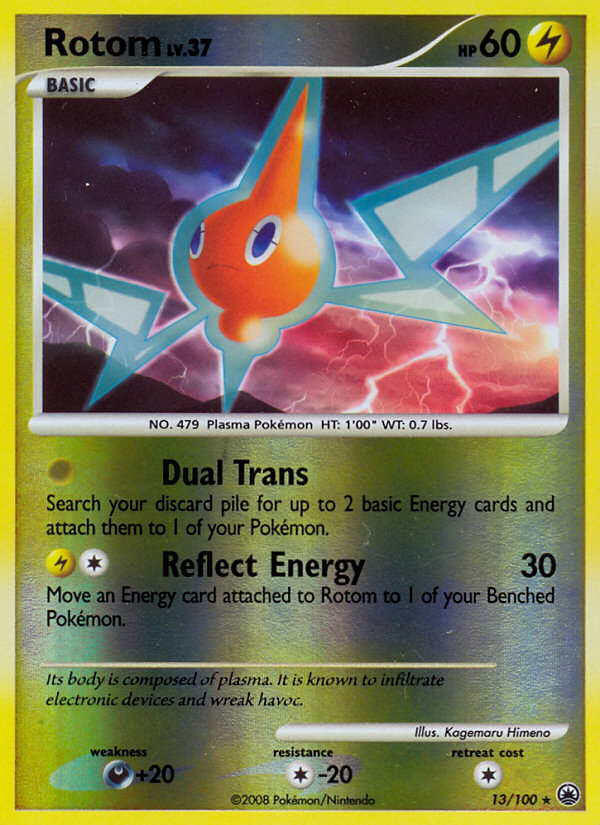 Rotom LV.37 HP 60
BASIC
NO. 479 Plasma Pokémon HT: 1'00" WT: 0.7 lbs.
Dual Trans
Search your discard pile for up to 2 basic Energy cards and
attach them to 1 of your Pokémon.
Reflect Energy 30
Move an Energy card attached to Rotom to 1 of your Benched
Pokémon.
Its body is composed of plasma. It is known to infiltrate
electronic devices and wreak havoc.
Illus. Kagemaru Himeno
weakness resistance retreat cost
+20 -20
©2008 Pokémon/Nintendo 13/100 ★